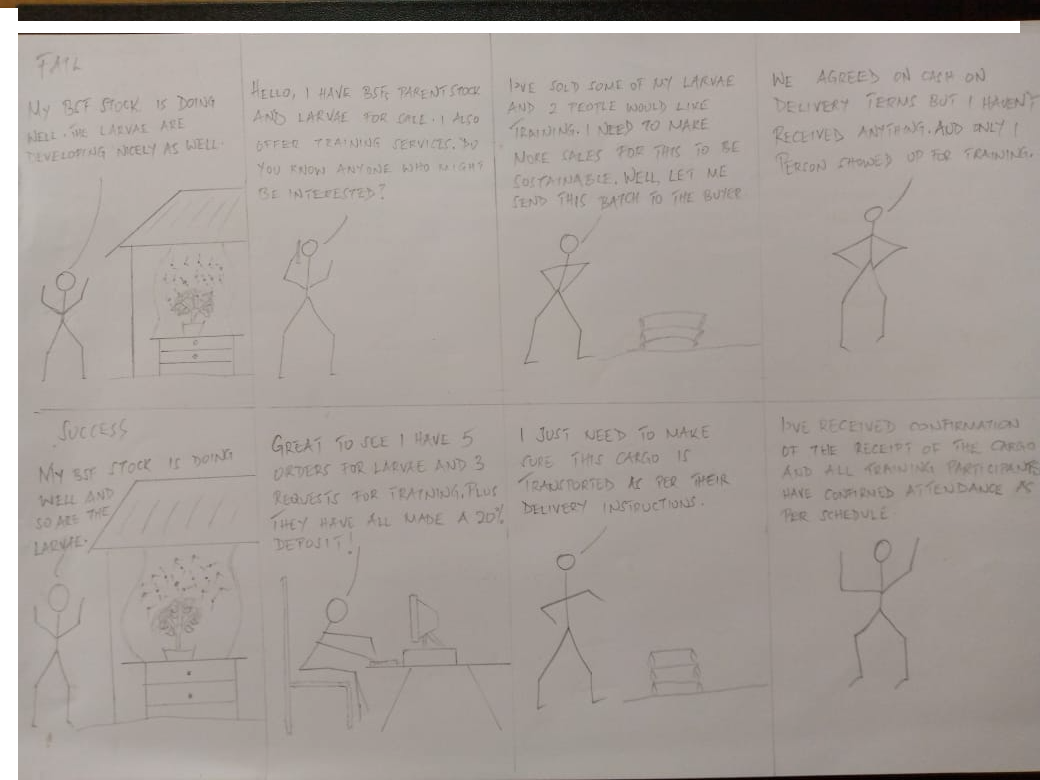 FAIL
MY BSF STOCK IS DOING
WELL. THE LARVAE ARE
DEVELOPING NICELY AS WELL.
HELLO, I HAVE BSF PARENT STOCK
AND LARVAE FOR SALE. I ALSO
OFFER TRAINING SERVICES. DO
YOU KNOW ANYONE WHO MIGHT
BE INTERESTED?
I'VE SOLD SOME OF MY LARVAE
AND 2 PEOPLE WOULD LIKE
TRAINING. I NEED TO MAKE
MORE SALES FOR THIS TO BE
SUSTAINABLE. WELL, LET ME
SEND THIS BATCH TO THE BUYER
WE AGREED ON CASH ON
DELIVERY TERMS BUT I HAVEN'T
RECEIVED ANYTHING. AND ONLY 1
PERSON SHOWED UP FOR TRAINING.
SUCCESS
MY BSF STOCK IS DOING
WELL AND
SO ARE THE
LARVAE.
GREAT TO SEE I HAVE 5
ORDERS FOR LARVAE AND 3
REQUESTS FOR TRAINING, PLUS
THEY HAVE ALL MADE A 20%
DEPOSIT!
I JUST NEED TO MAKE
SURE THIS CARGO IS
TRANSPORTED AS PER THEIR
DELIVERY INSTRUCTIONS.
I'VE RECEIVED CONFIRMATION
OF THE RECEIPT OF THE CARGO
AND ALL TRAINING PARTICIPANTS
HAVE CONFIRMED ATTENDANCE AS
PER SCHEDULE